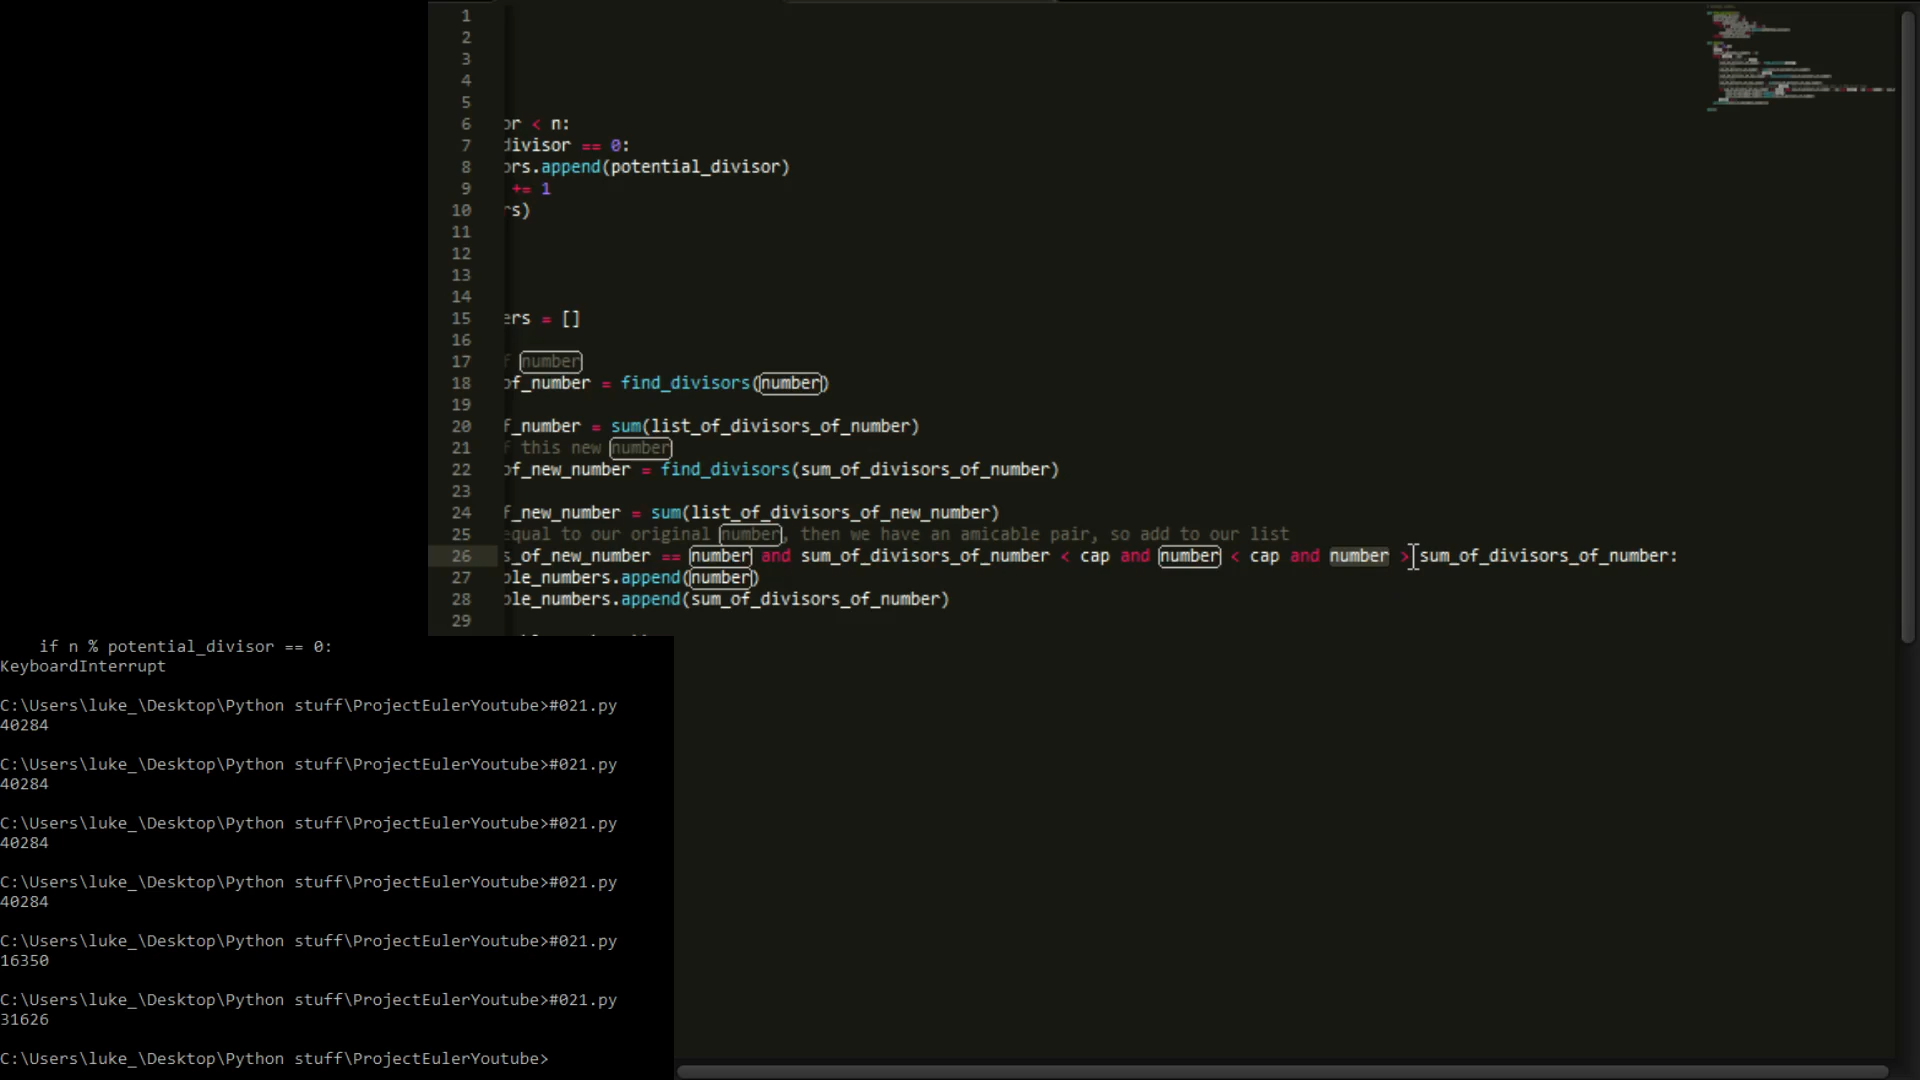 1
2
3
4
5
6 or < n:
7 divisor == 0:
8 ors.append(potential_divisor)
9 += 1
10 rs)
11
12
13
14
15 ers = []
16
17 f number
18 of_number = find_divisors(number)
19
20 f_number = sum(list_of_divisors_of_number)
21 f this new number
22 of_new_number = find_divisors(sum_of_divisors_of_number)
23
24 f_new_number = sum(list_of_divisors_of_new_number)
25 equal to our original number, then we have an amicable pair, so add to our list
26 s_of_new_number == number and sum_of_divisors_of_number < cap and number < cap and number > sum_of_divisors_of_number:
27 ble_numbers.append(number)
28 ble_numbers.append(sum_of_divisors_of_number)
29
if n % potential_divisor == 0:
KeyboardInterrupt
C:\Users\luke_\Desktop\Python stuff\ProjectEulerYoutube>#021.py
40284
C:\Users\luke_\Desktop\Python stuff\ProjectEulerYoutube>#021.py
40284
C:\Users\luke_\Desktop\Python stuff\ProjectEulerYoutube>#021.py
40284
C:\Users\luke_\Desktop\Python stuff\ProjectEulerYoutube>#021.py
40284
C:\Users\luke_\Desktop\Python stuff\ProjectEulerYoutube>#021.py
16350
C:\Users\luke_\Desktop\Python stuff\ProjectEulerYoutube>#021.py
31626
C:\Users\luke_\Desktop\Python stuff\ProjectEulerYoutube>